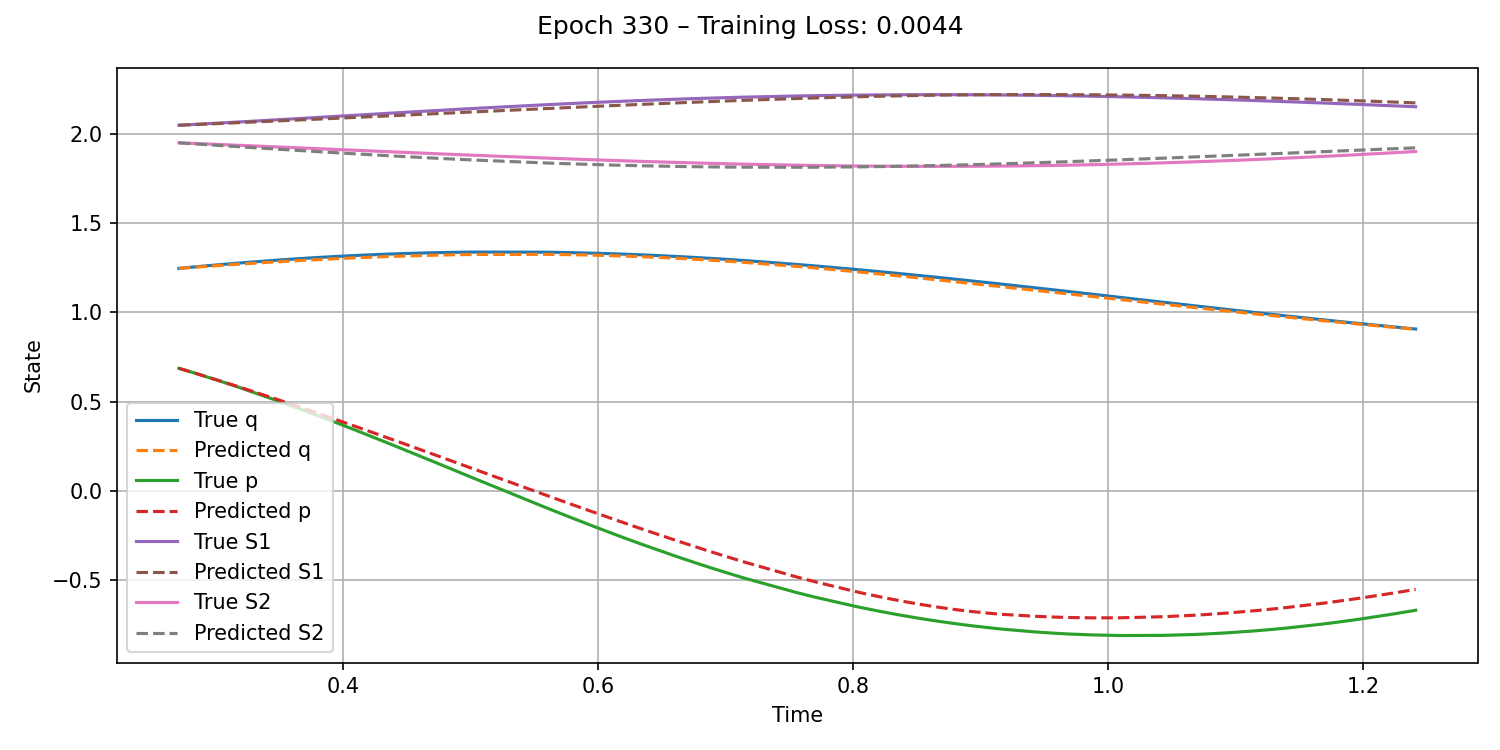 Epoch 330 – Training Loss: 0.0044
State
2.0
1.5
1.0
0.5
0.0
−0.5
True q
Predicted q
True p
Predicted p
True S1
Predicted S1
True S2
Predicted S2
0.4 0.6 0.8 1.0 1.2
Time